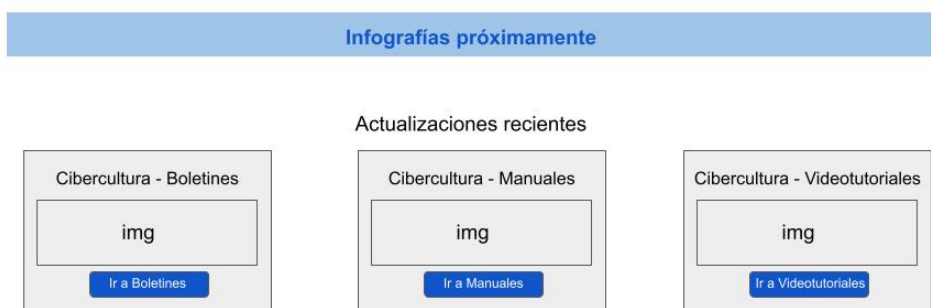 Infografías próximamente
Actualizaciones recientes
Cibercultura - Boletines
img
Ir a Boletines
Cibercultura - Manuales
img
Ir a Manuales
Cibercultura - Videotutoriales
img
Ir a Videotutoriales